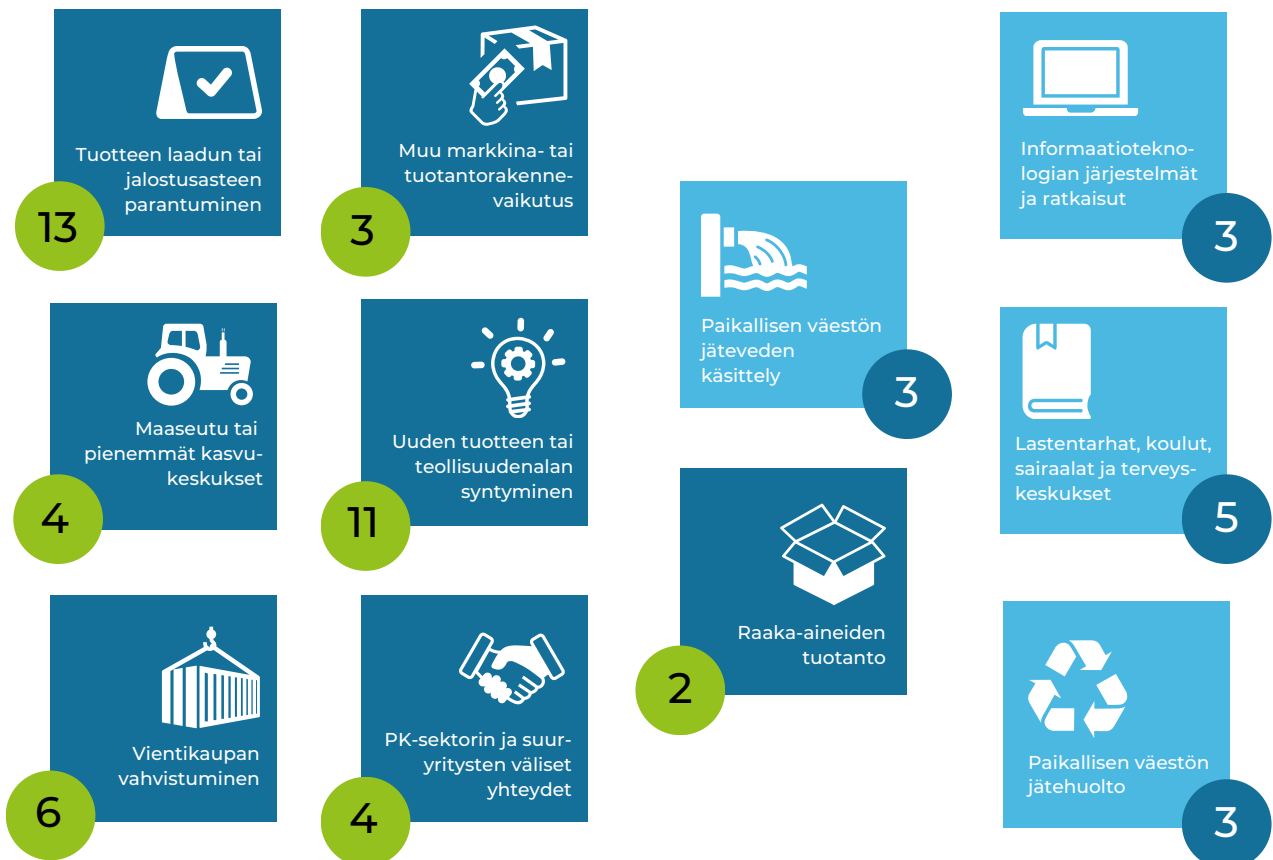 Tuotteen laadun tai
jalostusasteen
parantuminen
13
Muu markkina- tai
tuotantorakenne-
vaikutus
3
Maaseutu tai
pienemmät kasvu-
keskukset
4
Uuden tuotteen tai
teollisuudenalan
syntyminen
11
Vientikaupan
vahvistuminen
6
PK-sektorin ja suur-
yritysten väliset
yhteydet
4
Paikallisen väestön
jäteveden
käsittely
3
Raaka-aineiden
tuotanto
2
Informaatiotekno-
logian järjestelmät
ja ratkaisut
3
Lastentarhat, koulut,
sairaalat ja terveys-
keskukset
5
Paikallisen väestön
jätehuolto
3